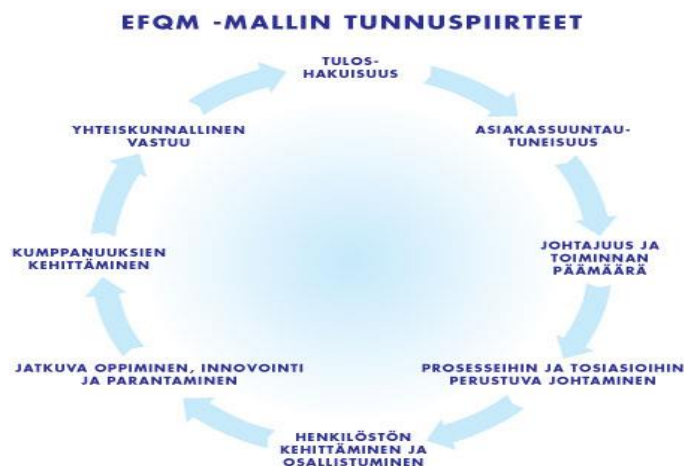 EFQM -MALLIN TUNNUSPIIRTEET
TULOS-
HAKUISUUS
ASIAKASSUUNTAU-
TUNEISUUS
JOHTAJUUS JA
TOIMINNAN
PÄÄMÄÄRÄ
PROSESSEIHIN JA TOSIASIOIHIN
PERUSTUVA JOHTAMINEN
HENKILÖSTÖN
KEHITTÄMINEN JA
OSALLISTUMINEN
JATKUVA OPPIMINEN, INNOVOINTI
JA PARANTAMINEN
KUMPPANUUKSIEN
KEHITTÄMINEN
YHTEISKUNNALLINEN
VASTUU